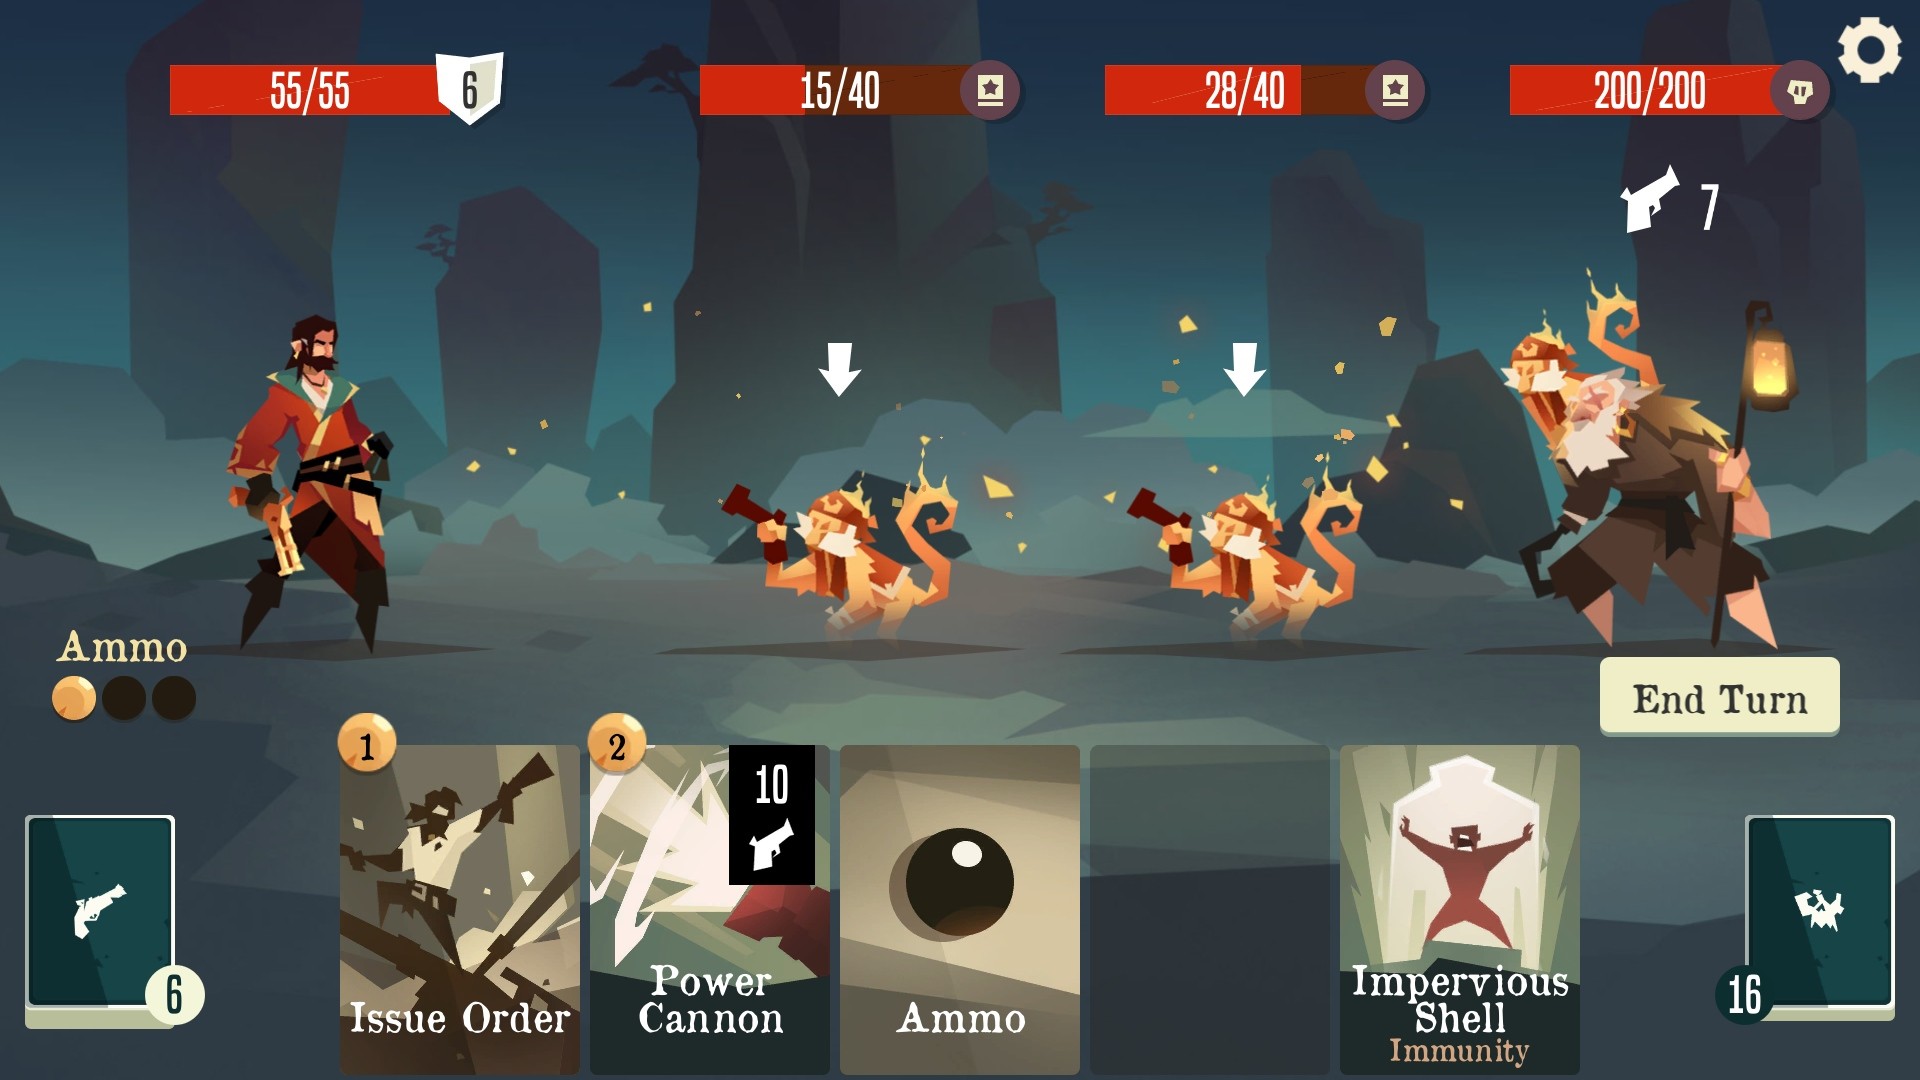 55/55
6
15/40
28/40
200/200
7
Ammo
End Turn
1
2
10
Issue Order
Power
Cannon
Ammo
Impervious
Shell
Immunity
6
16